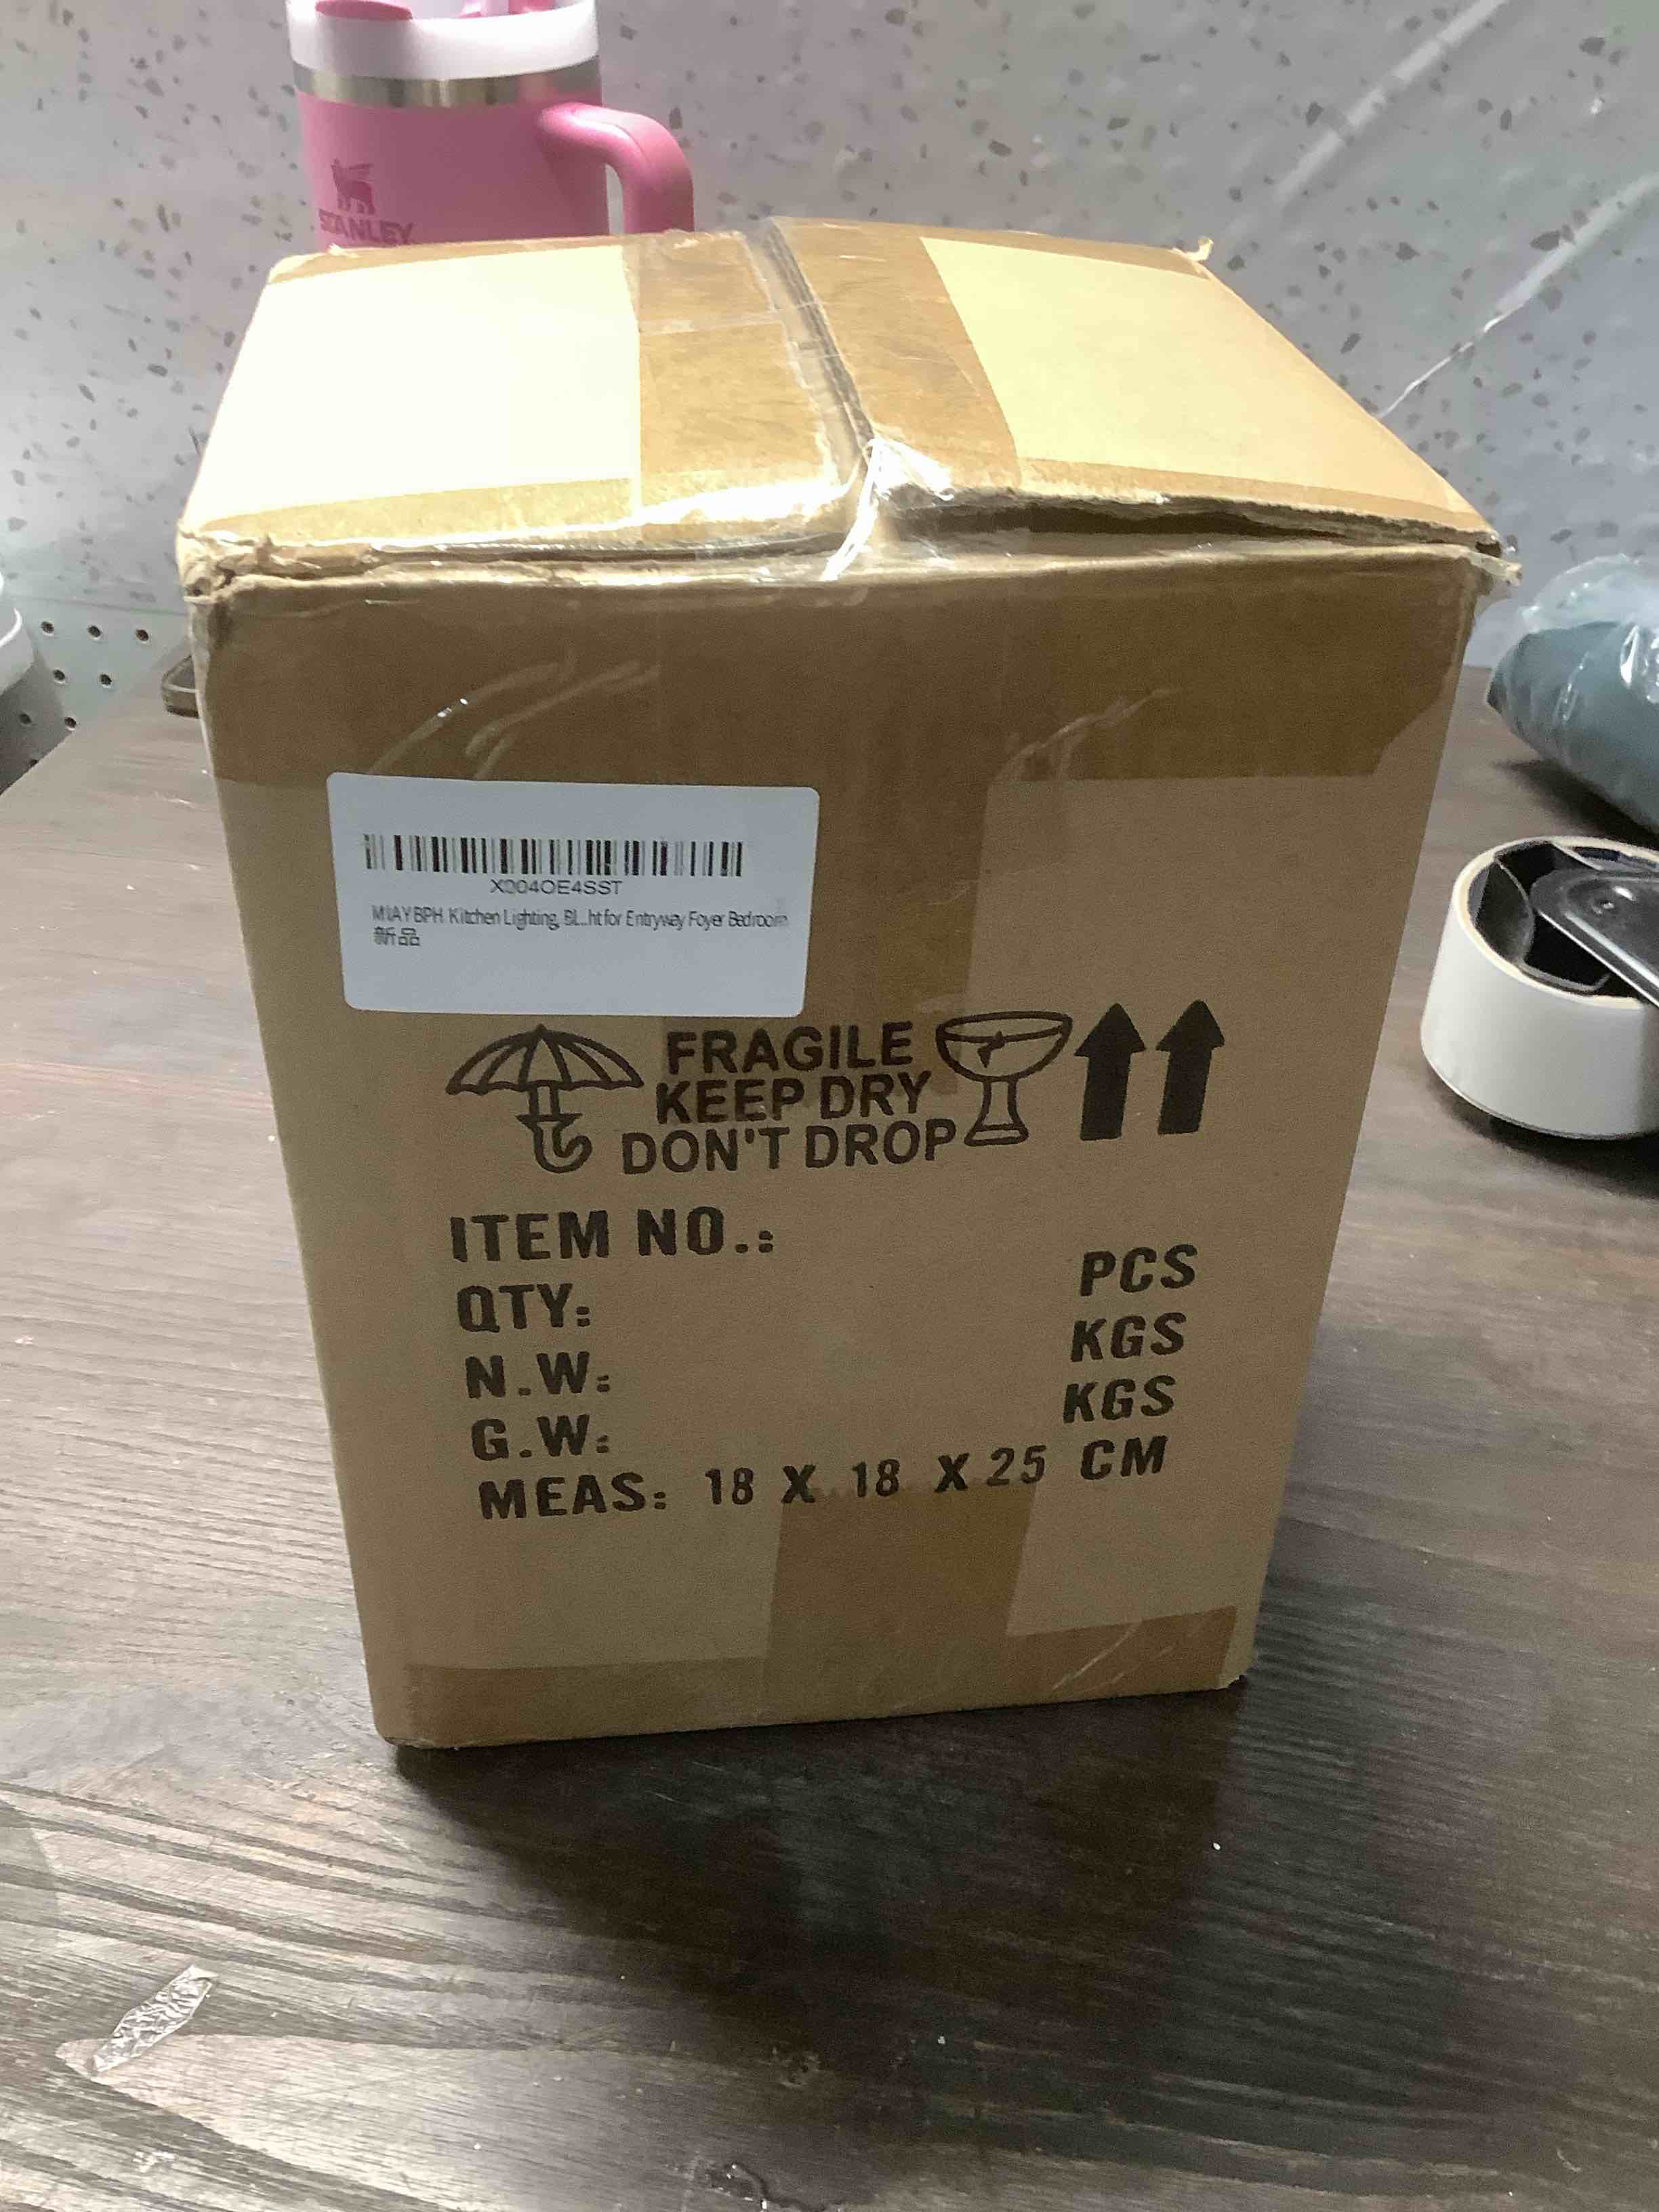 STANLEY
X004OE4SST
MIAYBPH Kitchen Lighting, BL...ht for Entryway Foyer Bedroom
新品
FRAGILE
KEEP DRY
DON'T DROP
ITEM NO.:
QTY: PCS
N.W: KGS
G.W: KGS
MEAS: 18 X 18 X 25 CM